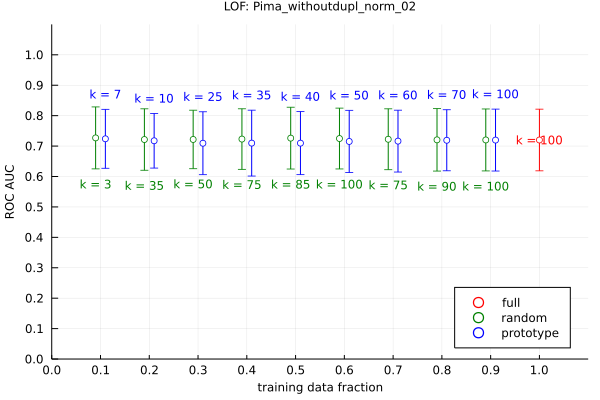 LOF: Pima_withoutdupl_norm_02
ROC AUC
1.0
0.9
0.8
0.7
0.6
0.5
0.4
0.3
0.2
0.1
0.0
k = 7
k = 10
k = 25
k = 35
k = 40
k = 50
k = 60
k = 70
k = 100
k = 100
k = 3
k = 35
k = 50
k = 75
k = 85
k = 100
k = 75
k = 90
k = 100
full
random
prototype
0.0 0.1 0.2 0.3 0.4 0.5 0.6 0.7 0.8 0.9 1.0
training data fraction